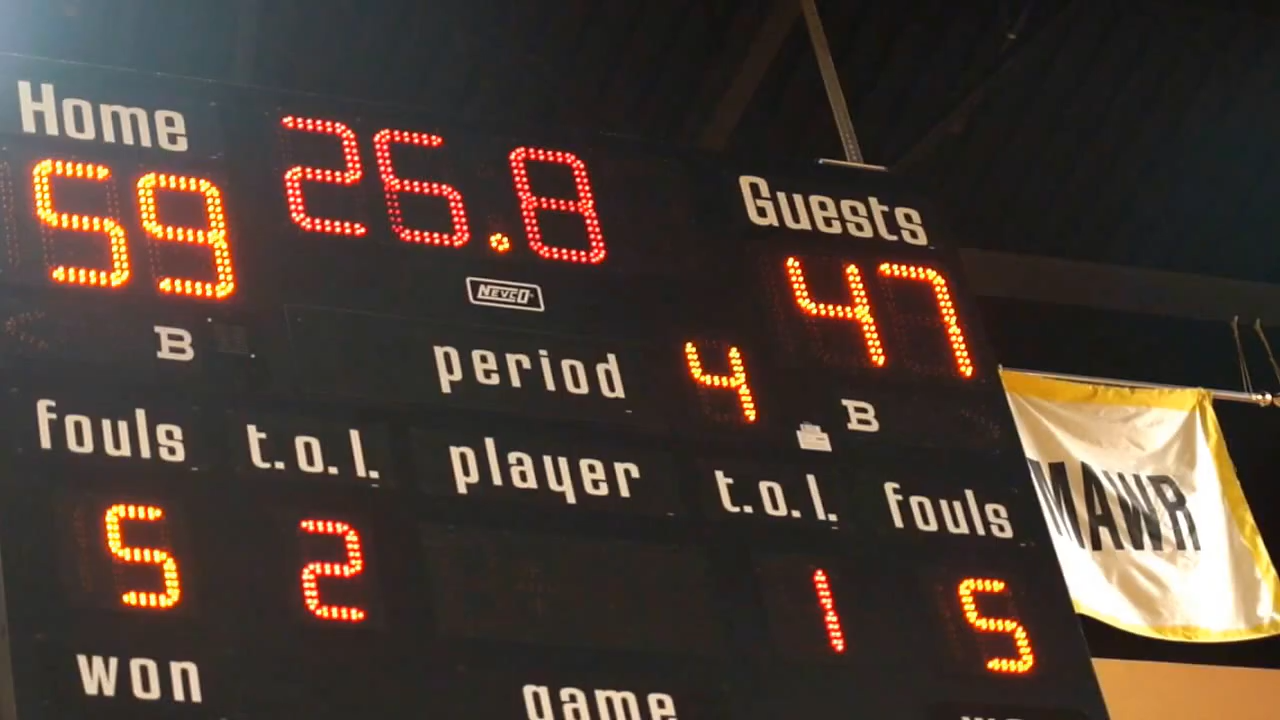 Home 26.8 Guests
59 47
NEVCO
B period 4 B
fouls t.o.l. player t.o.l. fouls
5 2 1 5
won game
MAWR